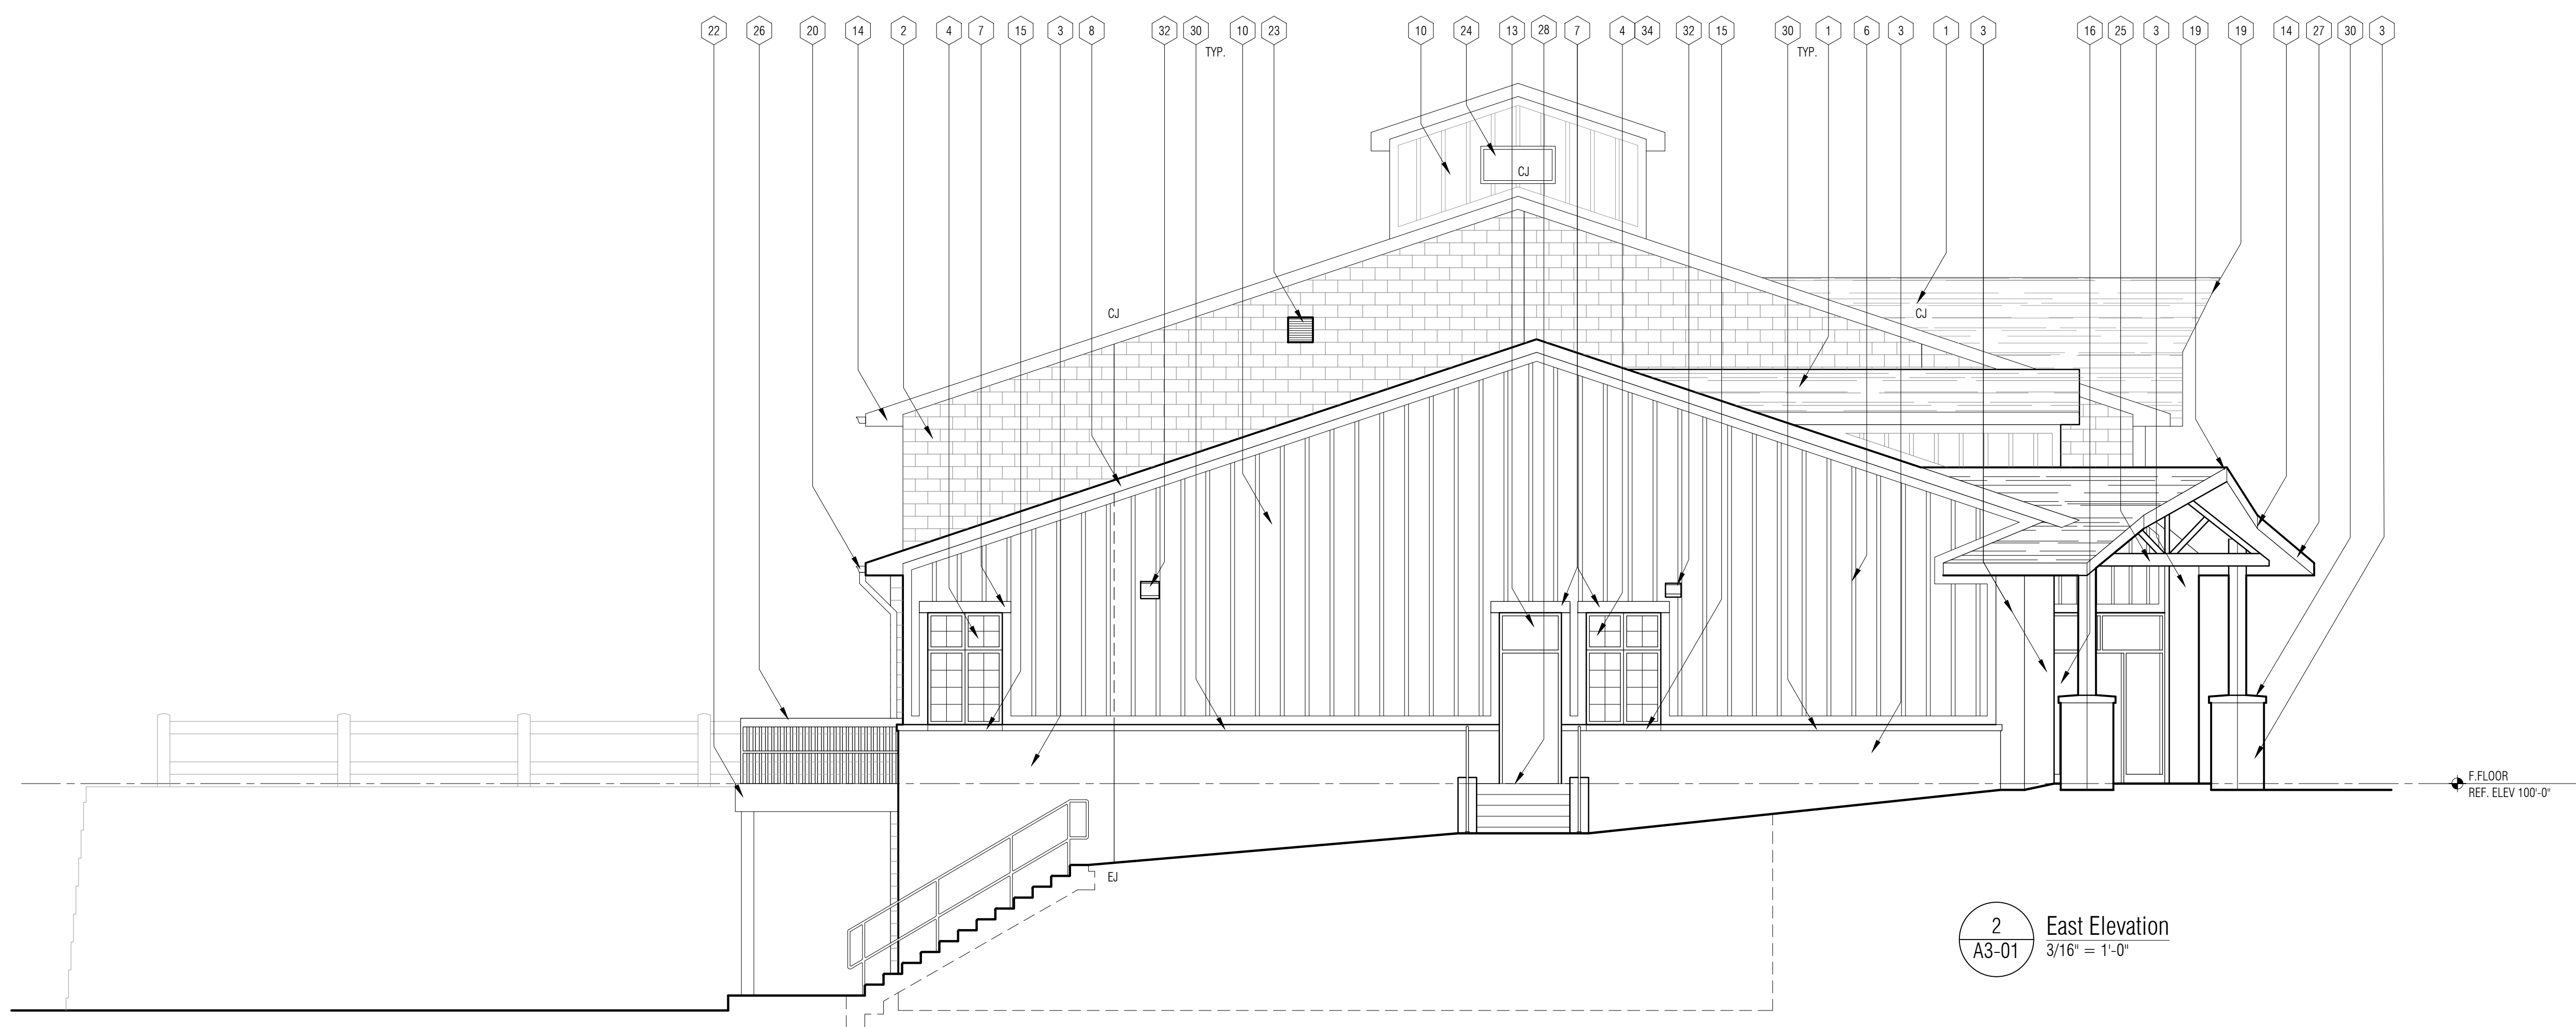 22 26 20 14 2 4 7 15 3 8 32 30 10 23 10 24 13 28 7 4 34 32 15 30 1 6 3 1 3 16 25 3 19 19 14 27 30 3
TYP. TYP.
CJ
CJ
CJ
F.FLOOR
REF. ELEV 100'-0"
EJ
2
A3-01
East Elevation
3/16" = 1'-0"